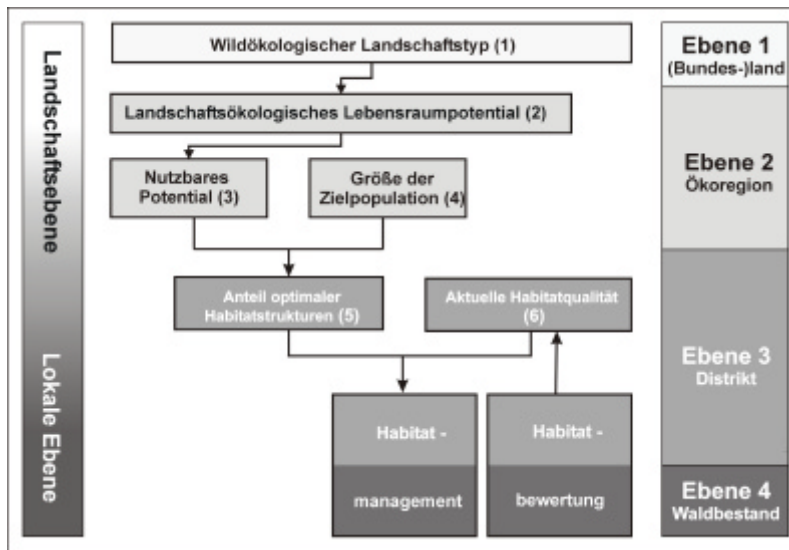 Landschaftsebene
Lokale Ebene
Wildökologischer Landschaftstyp (1)
Landschaftsökologisches Lebensraumpotential (2)
Nutzbares
Potential (3)
Größe der
Zielpopulation (4)
Anteil optimaler
Habitatstrukturen (5)
Aktuelle Habitatqualität
(6)
Habitat -
management
Habitat -
bewertung
Ebene 1
(Bundes-)land
Ebene 2
Ökoregion
Ebene 3
Distrikt
Ebene 4
Waldbestand